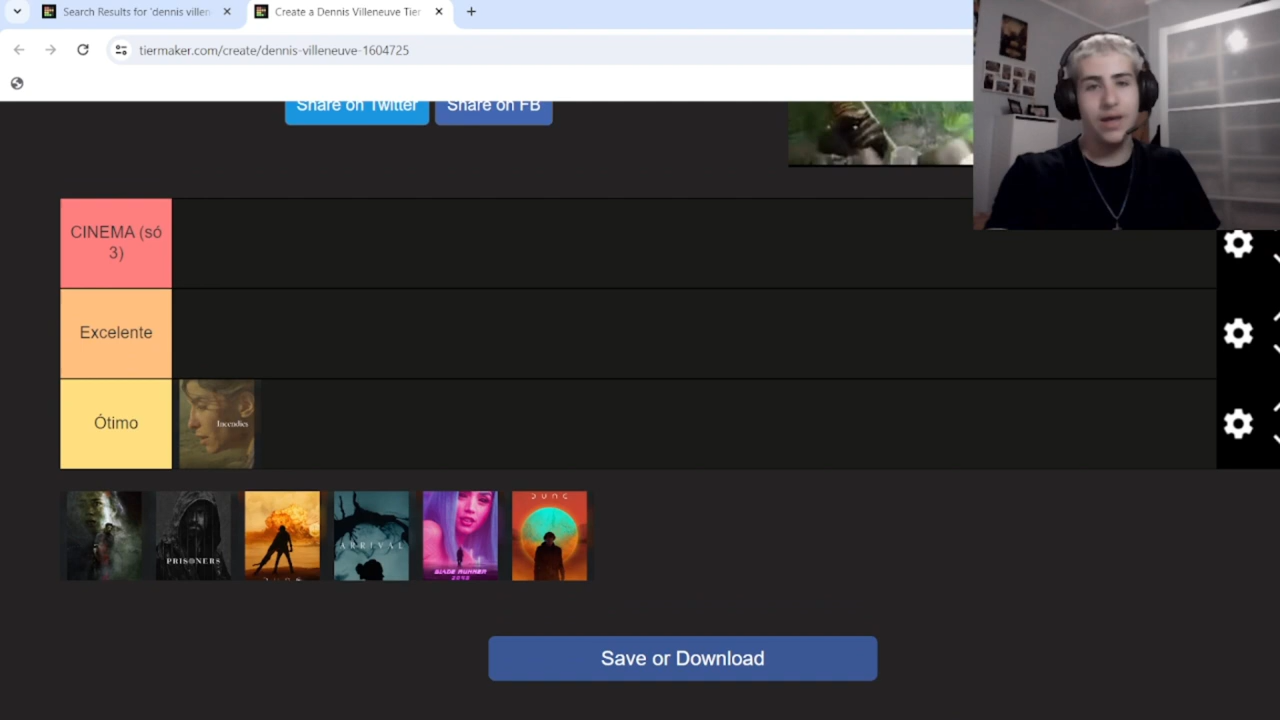 Search Results for 'dennis villen
Create a Dennis Villeneuve Tier
tiermaker.com/create/dennis-villeneuve-1604725
Share on Twitter
Share on FB
CINEMA (só
3)
Excelente
Ótimo
Incendies
PRISONERS
DUNE
ARRIVAL
BLADE RUNNER
2049
DUNE
Save or Download